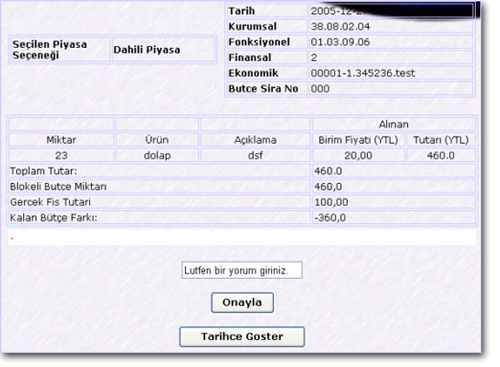 Tarih 2005-12-2
Kurumsal 38.08.02.04
Seçilen Piyasa Seçeneği Dahili Piyasa
Fonksiyonel 01.03.09.06
Finansal 2
Ekonomik 00001-1.345236.test
Butce Sira No 000
Alınan
Miktar Ürün Açıklama Birim Fiyatı (YTL) Tutarı (YTL)
23 dolap dsf 20,00 460.0
Toplam Tutar: 460.0
Blokeli Butce Miktarı 460,0
Gercek Fis Tutari 100,00
Kalan Bütçe Farkı: -360,0
-
Lutfen bir yorum giriniz.
Onayla
Tarihce Goster